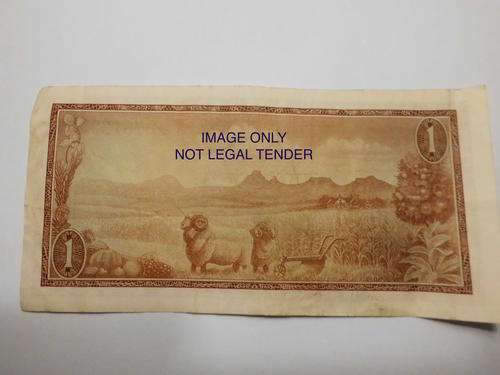 1
IMAGE ONLY
NOT LEGAL TENDER
1